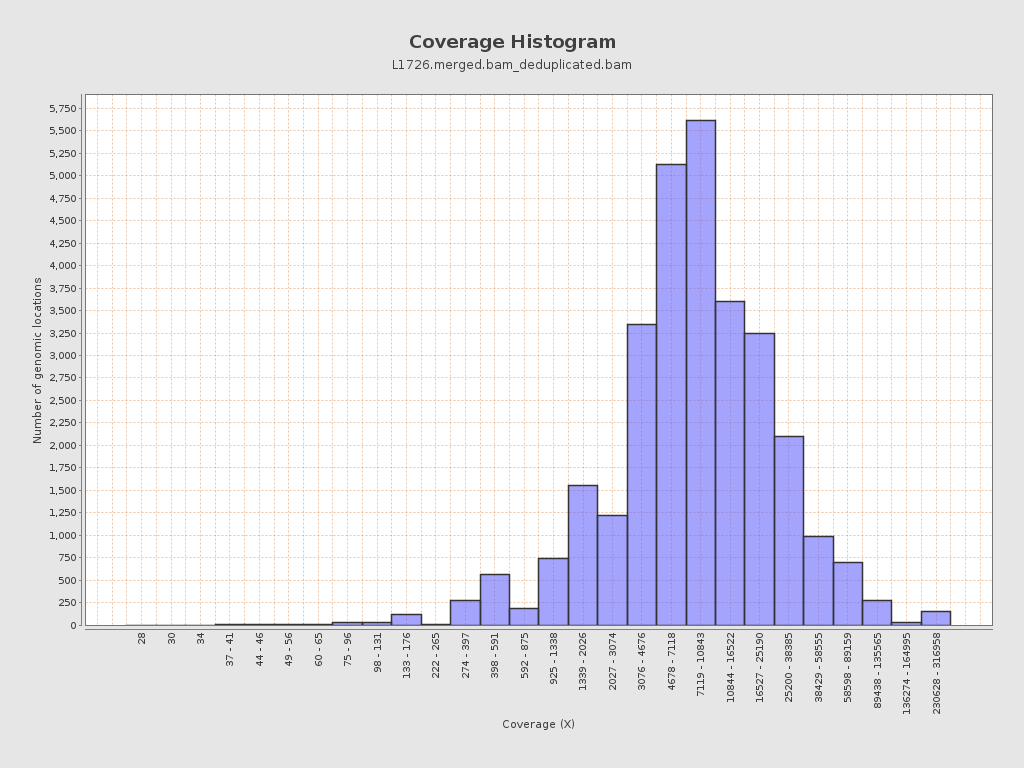 Coverage Histogram
L1726.merged.bam_deduplicated.bam
Number of genomic locations
5,750
5,500
5,250
5,000
4,750
4,500
4,250
4,000
3,750
3,500
3,250
3,000
2,750
2,500
2,250
2,000
1,750
1,500
1,250
1,000
750
500
250
0
28
30
34
37 - 41
44 - 46
49 - 56
60 - 65
75 - 96
98 - 131
133 - 176
222 - 265
274 - 397
398 - 591
592 - 875
925 - 1338
1339 - 2026
2027 - 3074
3076 - 4676
4678 - 7118
7119 - 10843
10844 - 16522
16527 - 25190
25200 - 38385
38429 - 58555
58598 - 89159
89438 - 135565
136274 - 164995
230628 - 316958
Coverage (X)